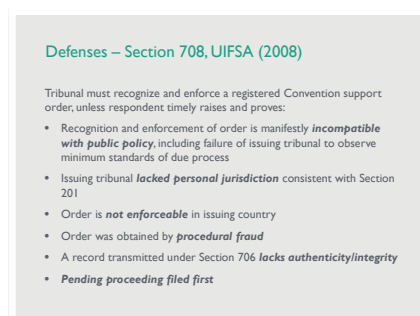 Defenses – Section 708, UIFSA (2008)
Tribunal must recognize and enforce a registered Convention support
order, unless respondent timely raises and proves:
• Recognition and enforcement of order is manifestly incompatible
with public policy, including failure of issuing tribunal to observe
minimum standards of due process
• Issuing tribunal lacked personal jurisdiction consistent with Section
201
• Order is not enforceable in issuing country
• Order was obtained by procedural fraud
• A record transmitted under Section 706 lacks authenticity/integrity
• Pending proceeding filed first